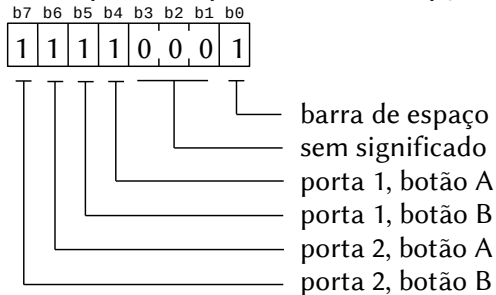 b7 b6 b5 b4 b3 b2 b1 b0
1 1 1 1 0 0 0 1
barra de espaço
sem significado
porta 1, botão A
porta 1, botão B
porta 2, botão A
porta 2, botão B